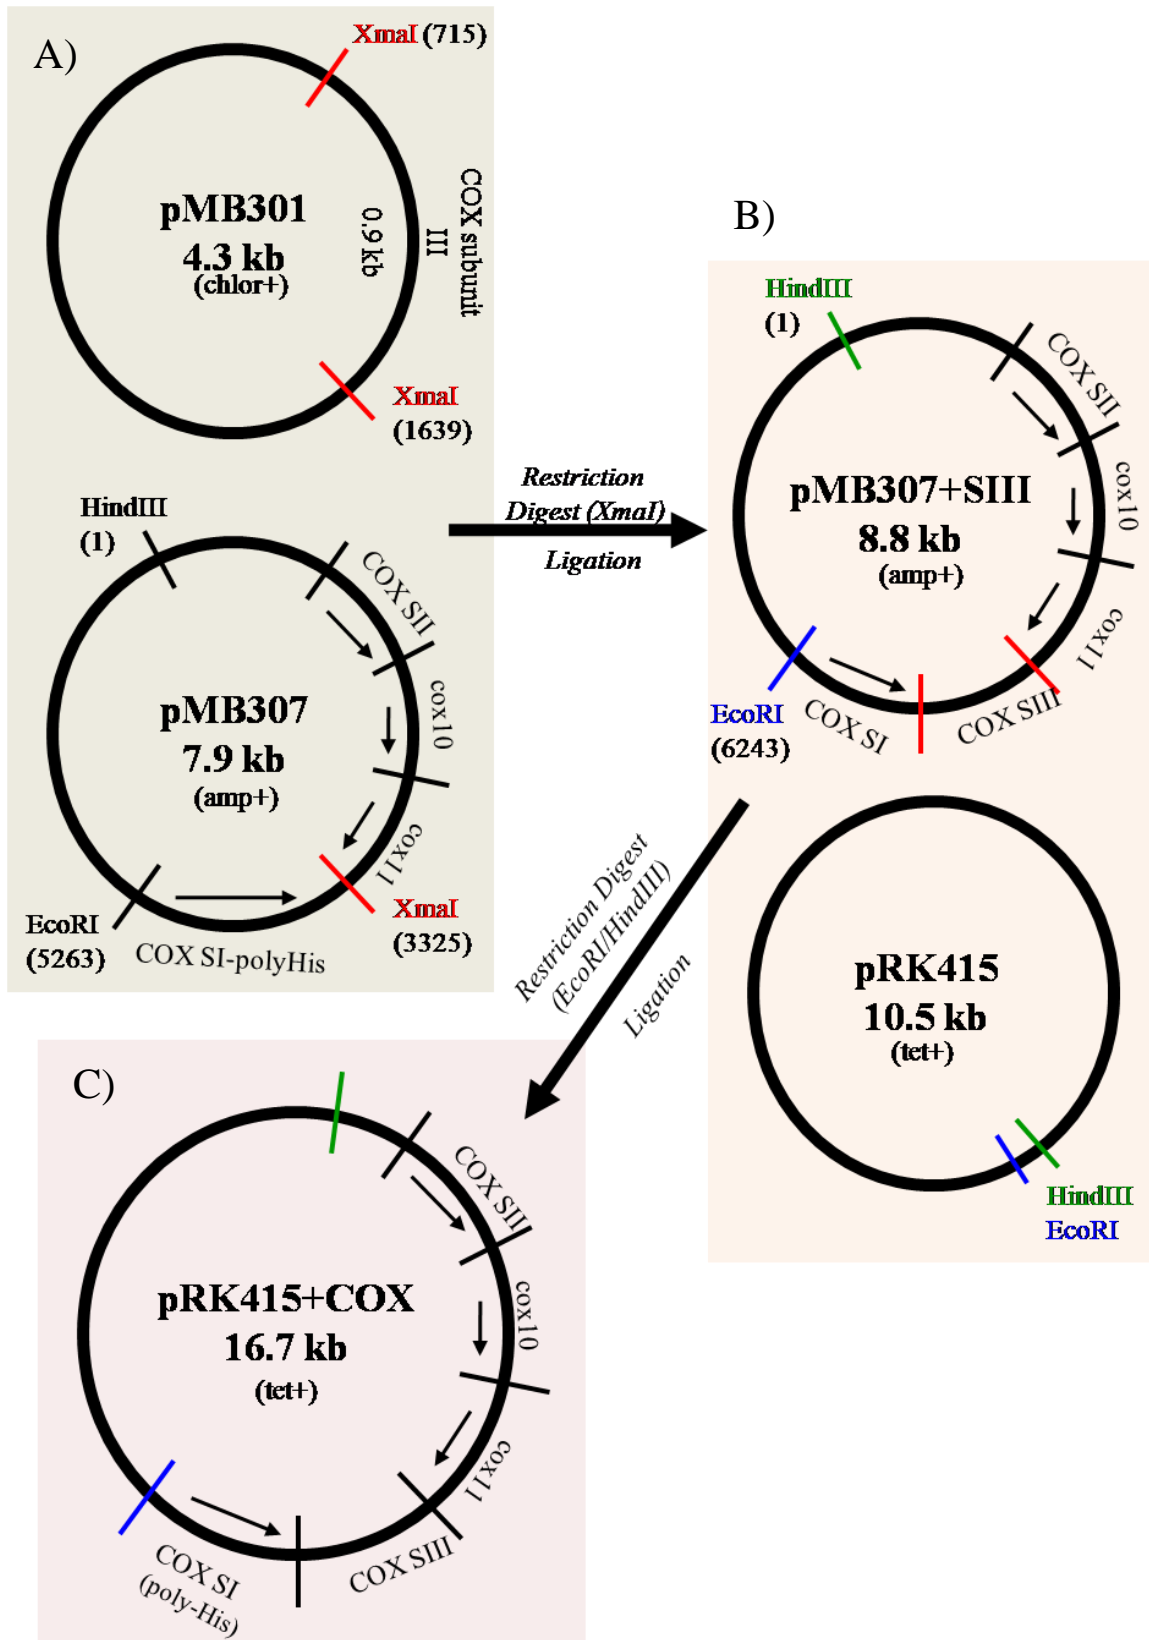 A)
XmaI (715)
pMB301
4.3 kb
(chlor+)
0.9 kb
COX subunit
III
XmaI
(1639)
HindIII
(1)
COX SII
cox10
pMB307
7.9 kb
(amp+)
cox11
XmaI
(3325)
EcoRI
(5263)
COX SI-polyHis
Restriction
Digest (XmaI)
Ligation
B)
HindIII
(1)
COX SII
cox10
pMB307+SIII
8.8 kb
(amp+)
cox11
COX SIII
COX SI
EcoRI
(6243)
pRK415
10.5 kb
(tet+)
HindIII
EcoRI
Restriction Digest
(EcoRI/HindIII)
Ligation
C)
COX SIII
cox10
pRK415+COX
16.7 kb
(tet+)
cox11
COX SIII
COX SI
(poly-His)